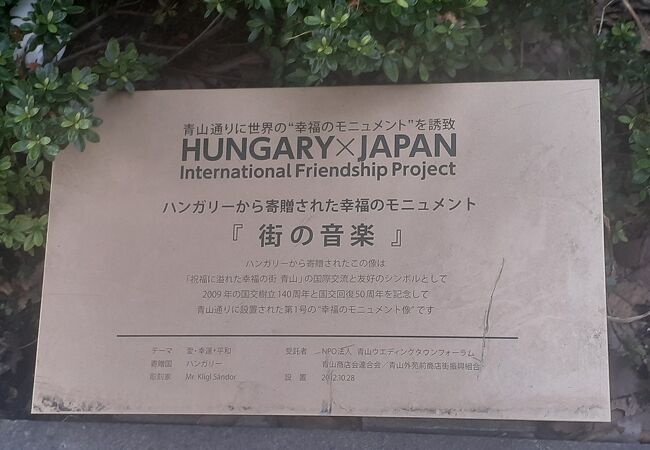 青山通りに世界の“幸福のモニュメント”を誘致
HUNGARY×JAPAN
International Friendship Project
ハンガリーから寄贈された幸福のモニュメント
『 街の音楽 』
ハンガリーから寄贈されたこの像は
「祝福に溢れた幸福の街 青山」の国際交流と友好のシンボルとして
2009年の国交樹立140周年と国交回復50周年を記念して
青山通りに設置された第1号の“幸福のモニュメント像”です
テーマ 愛・幸運・平和 受託者 NPO法人 青山ウエディングタウンフォーラム
寄贈国 ハンガリー 青山商店会連合会／青山外苑前商店街振興組合
彫刻家 Mr. Kligl Sándor 設 置 2012.10.28